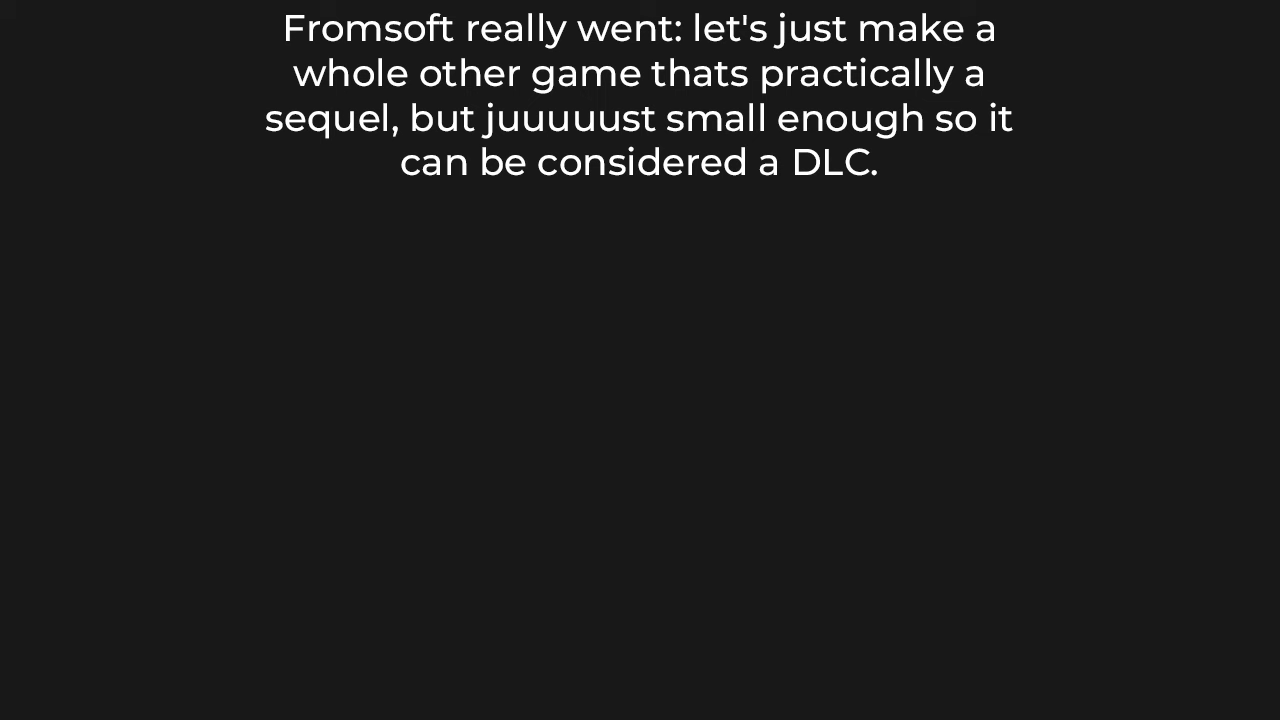 Fromsoft really went: let's just make a
whole other game thats practically a
sequel, but juuuuust small enough so it
can be considered a DLC.